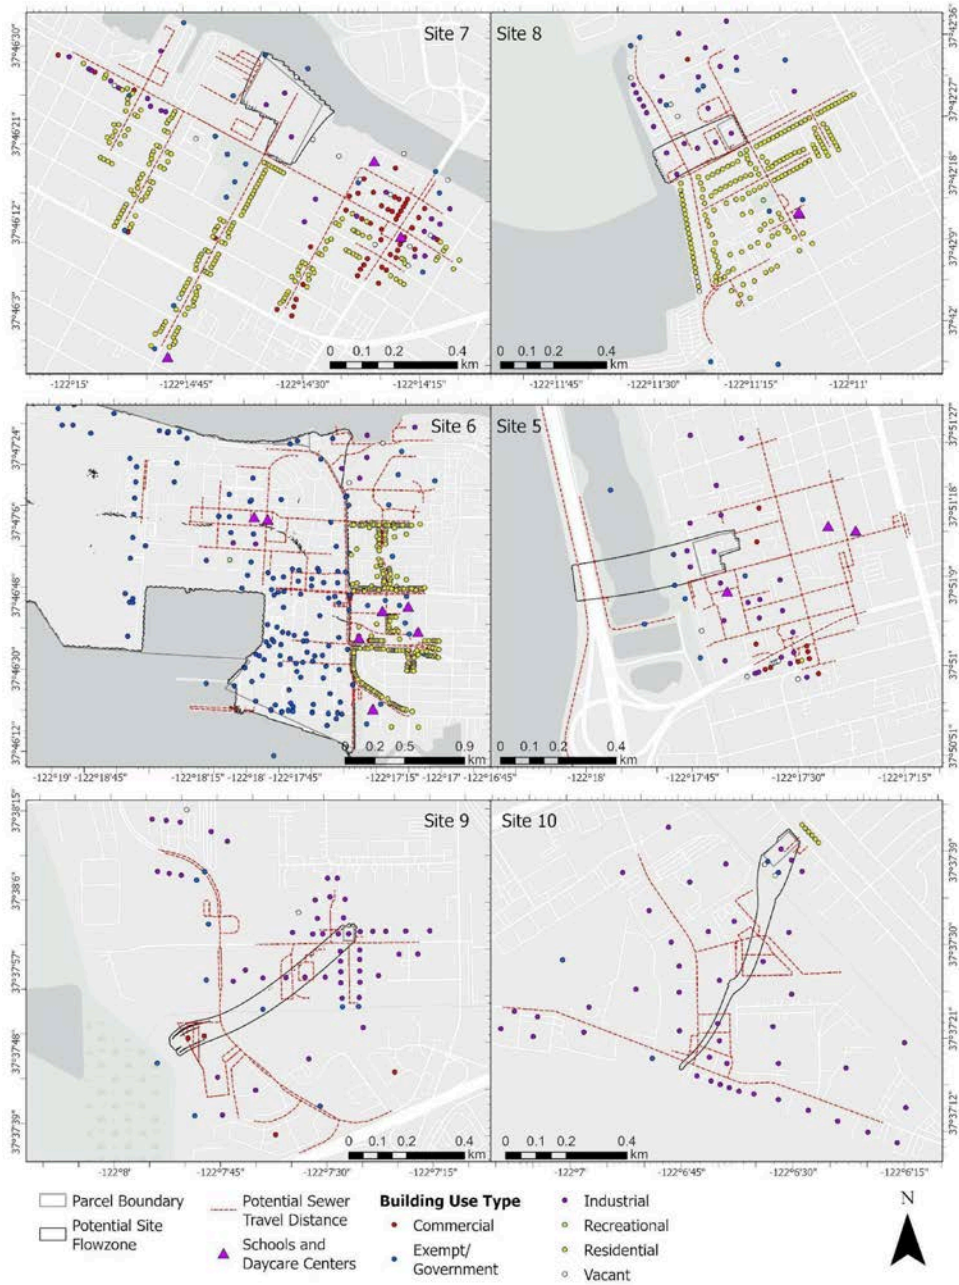 Site 7
37°46'30"
37°46'21"
37°46'12"
37°46'3"
0 0.1 0.2 0.4
km
-122°15' -122°14'45" -122°14'30" -122°14'15"
Site 8
37°42'36"
37°42'27"
37°42'18"
37°42'9"
37°42'
0 0.1 0.2 0.4
km
-122°11'45" -122°11'30" -122°11'15" -122°11'
Site 6
37°47'24"
37°47'6"
37°46'48"
37°46'30"
37°46'12"
0 0.2 0.5 0.9
km
-122°19' -122°18'45" -122°18'15" -122°17'45" -122°17'15" -122°17' -122°16'45"
Site 5
37°51'27"
37°51'18"
37°51'9"
37°51'
37°50'51"
0 0.1 0.2 0.4
km
-122°18' -122°17'45" -122°17'30" -122°17'15"
Site 9
37°38'15"
37°38'6"
37°37'57"
37°37'48"
37°37'39"
0 0.1 0.2 0.4
km
-122°8' -122°7'45" -122°7'30" -122°7'15"
Site 10
37°37'39"
37°37'30"
37°37'21"
37°37'12"
0 0.1 0.2 0.4
km
-122°7' -122°6'45" -122°6'30" -122°6'15"
Parcel Boundary
Potential Site
Flowzone
Potential Sewer
Travel Distance
Schools and
Daycare Centers
Building Use Type
Commercial
Exempt/
Government
Industrial
Recreational
Residential
Vacant
N